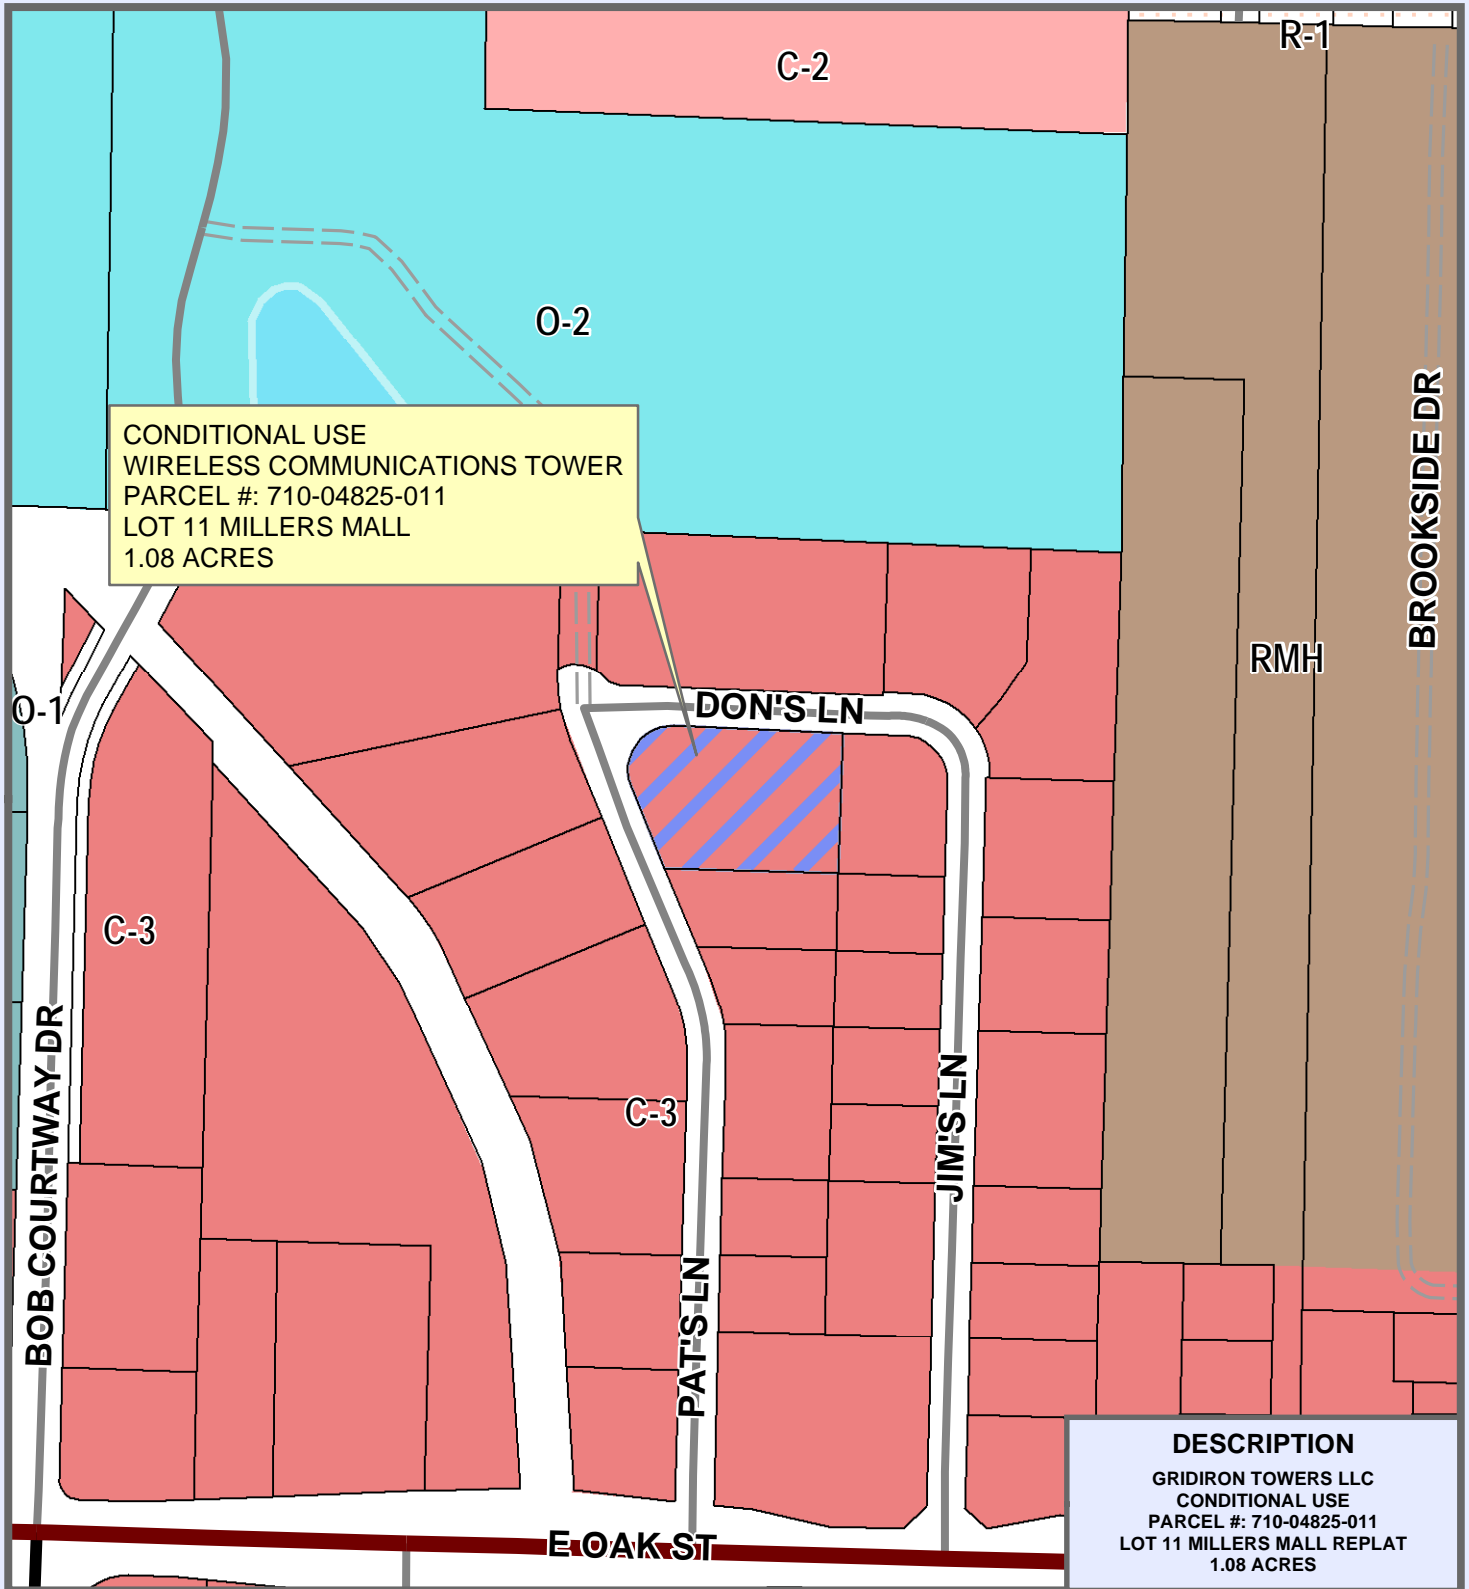 R-1
C-2
O-2
CONDITIONAL USE
WIRELESS COMMUNICATIONS TOWER
PARCEL #: 710-04825-011
LOT 11 MILLERS MALL
1.08 ACRES
BROOKSIDE DR
RMH
O-1
DON'S LN
C-3
C-3
BOB COURTWAY DR
JIM'S LN
PAT'S LN
E OAK ST
DESCRIPTION
GRIDIRON TOWERS LLC
CONDITIONAL USE
PARCEL #: 710-04825-011
LOT 11 MILLERS MALL REPLAT
1.08 ACRES